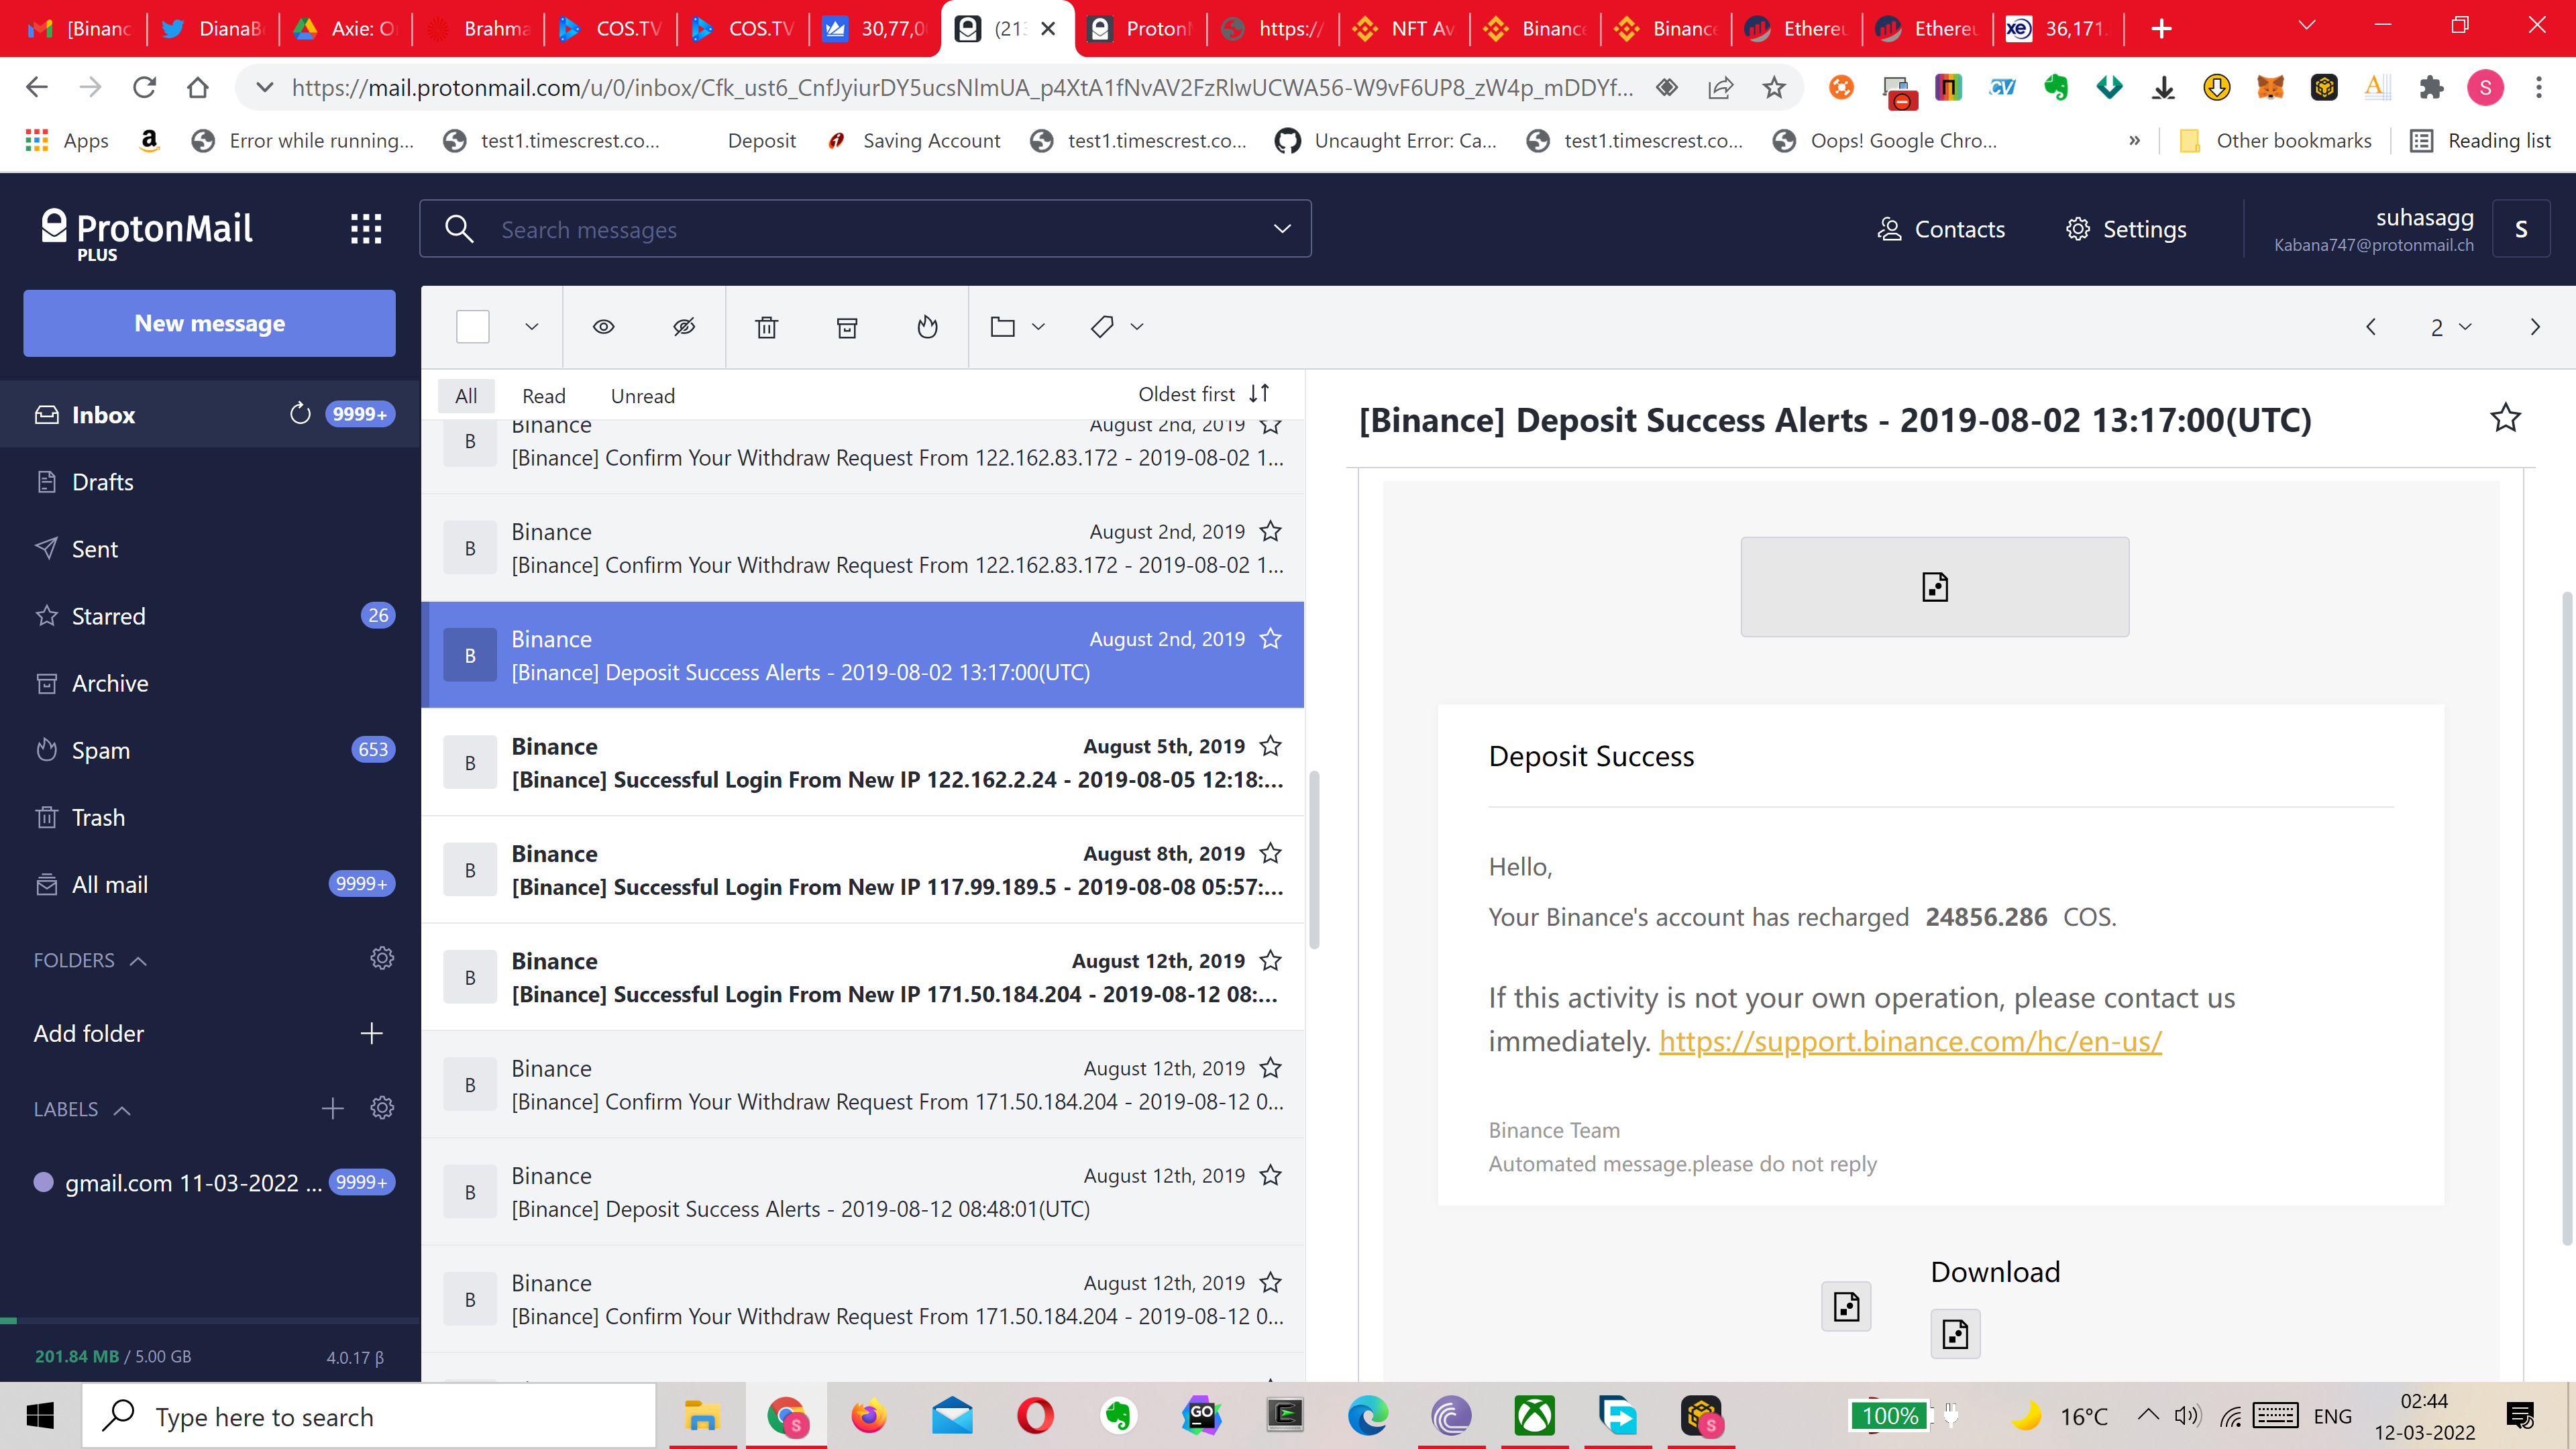 [Binanc
DianaB
Axie: O
Brahma
COS.TV
COS.TV
30,77,0
(213
Proton
https://
NFT Av
Binance
Binance
Ethereu
Ethereu
36,171.
https://mail.protonmail.com/u/0/inbox/Cfk_ust6_CnfJyiurDY5ucsNlmUA_p4XtA1fNvAV2FzRlwUCWA56-W9vF6UP8_zW4p_mDDYf...
Apps
Error while running...
test1.timescrest.co...
Deposit
Saving Account
test1.timescrest.co...
Uncaught Error: Ca...
test1.timescrest.co...
Oops! Google Chro...
»
Other bookmarks
Reading list
ProtonMail
PLUS
Search messages
Contacts
Settings
suhasagg
Kabana747@protonmail.ch
S
New message
2
Inbox 9999+
Drafts
Sent
Starred 26
Archive
Spam 653
Trash
All mail 9999+
FOLDERS
Add folder
LABELS
gmail.com 11-03-2022 ... 9999+
201.84 MB / 5.00 GB
4.0.17 β
All Read Unread
Oldest first
B
Binance August 2nd, 2019
[Binance] Confirm Your Withdraw Request From 122.162.83.172 - 2019-08-02 1...
B
Binance August 2nd, 2019
[Binance] Confirm Your Withdraw Request From 122.162.83.172 - 2019-08-02 1...
B
Binance August 2nd, 2019
[Binance] Deposit Success Alerts - 2019-08-02 13:17:00(UTC)
B
Binance August 5th, 2019
[Binance] Successful Login From New IP 122.162.2.24 - 2019-08-05 12:18:...
B
Binance August 8th, 2019
[Binance] Successful Login From New IP 117.99.189.5 - 2019-08-08 05:57:...
B
Binance August 12th, 2019
[Binance] Successful Login From New IP 171.50.184.204 - 2019-08-12 08:...
B
Binance August 12th, 2019
[Binance] Confirm Your Withdraw Request From 171.50.184.204 - 2019-08-12 0...
B
Binance August 12th, 2019
[Binance] Deposit Success Alerts - 2019-08-12 08:48:01(UTC)
B
Binance August 12th, 2019
[Binance] Confirm Your Withdraw Request From 171.50.184.204 - 2019-08-12 0...
[Binance] Deposit Success Alerts - 2019-08-02 13:17:00(UTC)
Deposit Success
Hello,
Your Binance's account has recharged 24856.286 COS.
If this activity is not your own operation, please contact us
immediately. https://support.binance.com/hc/en-us/
Binance Team
Automated message.please do not reply
Download
Type here to search
100%
16°C
ENG
02:44
12-03-2022